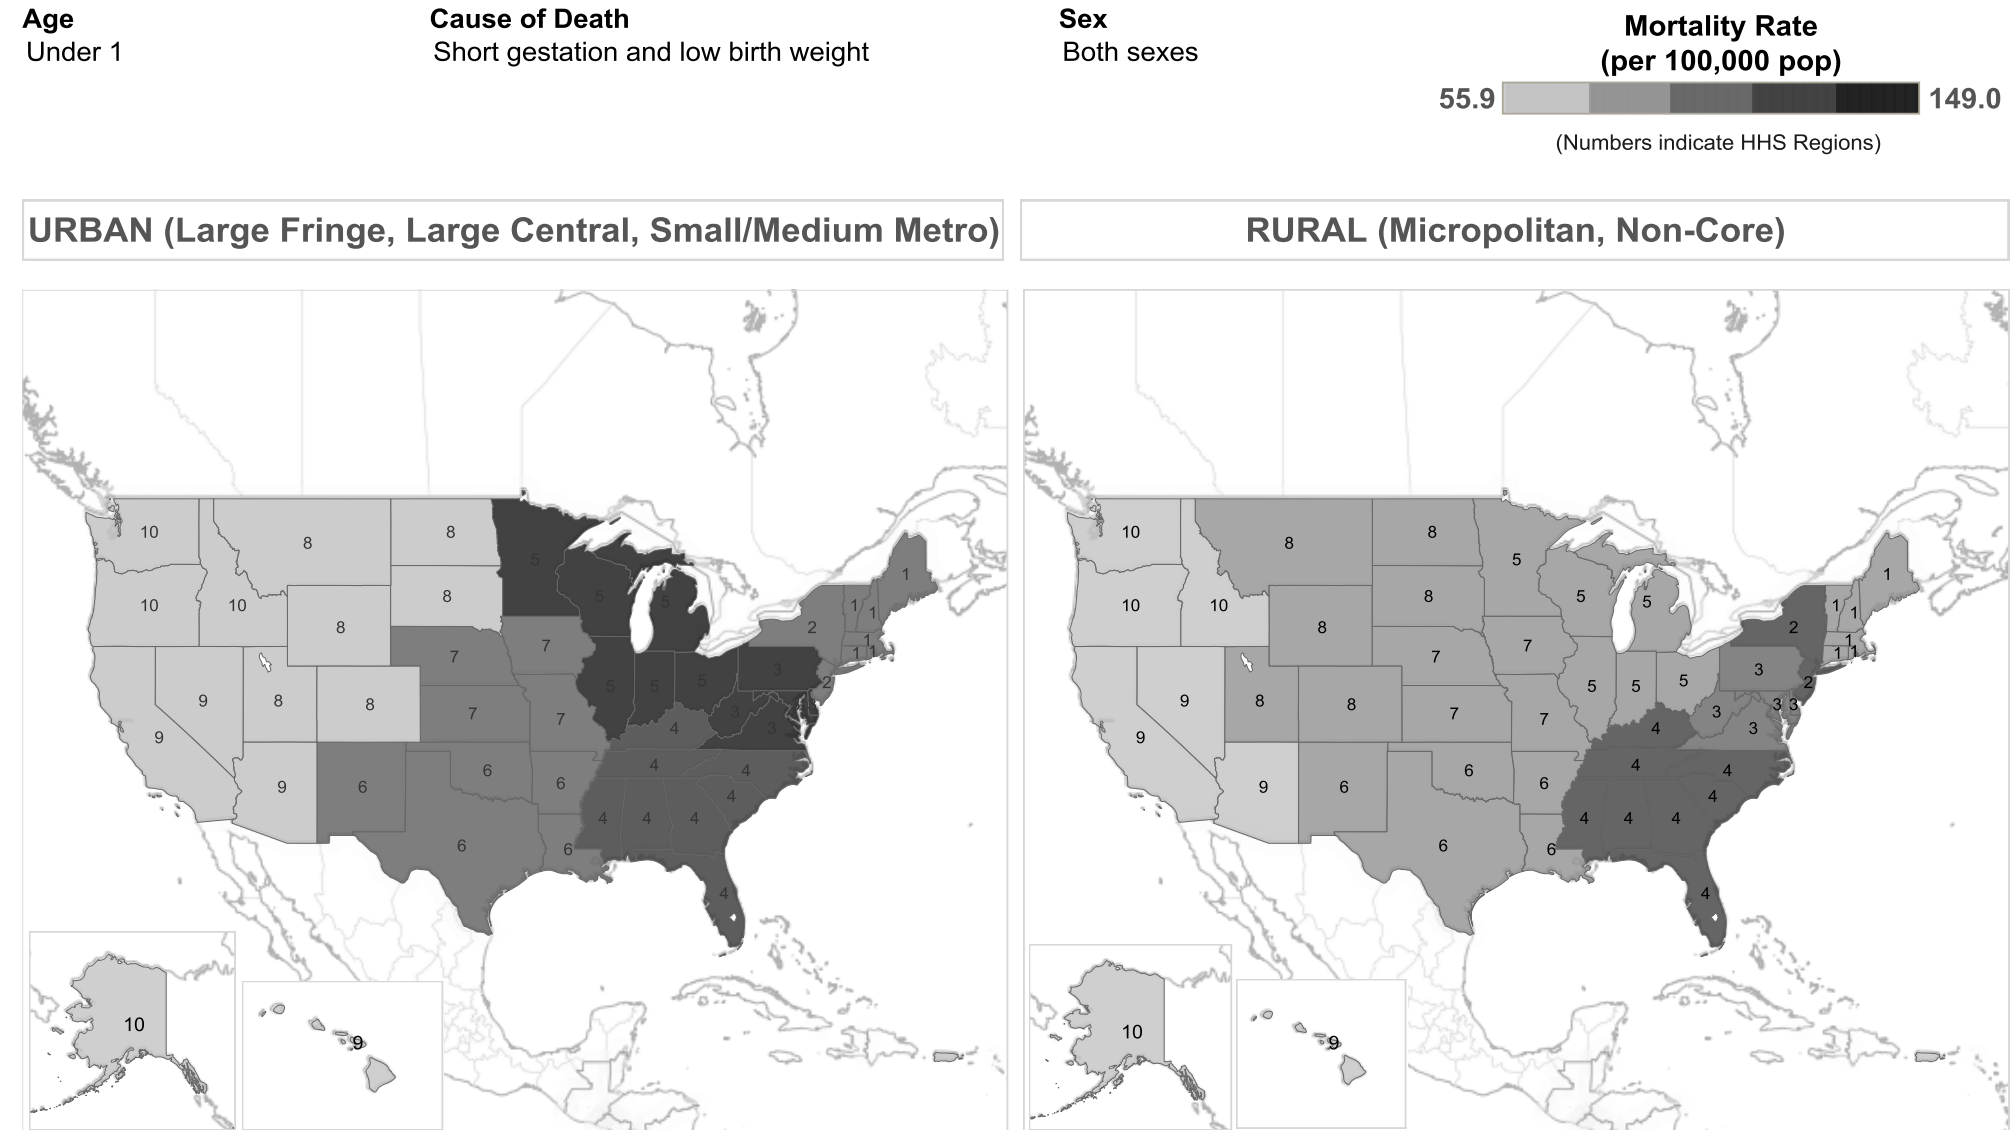 Age
Under 1
Cause of Death
Short gestation and low birth weight
Sex
Both sexes
Mortality Rate
(per 100,000 pop)
55.9 149.0
(Numbers indicate HHS Regions)
URBAN (Large Fringe, Large Central, Small/Medium Metro)
10 8 8 5
10 10 8 8 5 5 1
7 7 2 1 1
9 9 8 8 7 7 5 5 5 3 1 1 1
9 6 6 6 4 4 4 3 3 2
6 6 4 4 4 4
4
10
9
RURAL (Micropolitan, Non-Core)
10 8 8 5
10 10 8 8 5 5 1
7 7 2 1 1
9 9 8 8 7 7 5 5 5 3 1 1 1
9 6 6 6 4 4 4 3 3 3 3 2
6 6 4 4 4 4
4
10
9